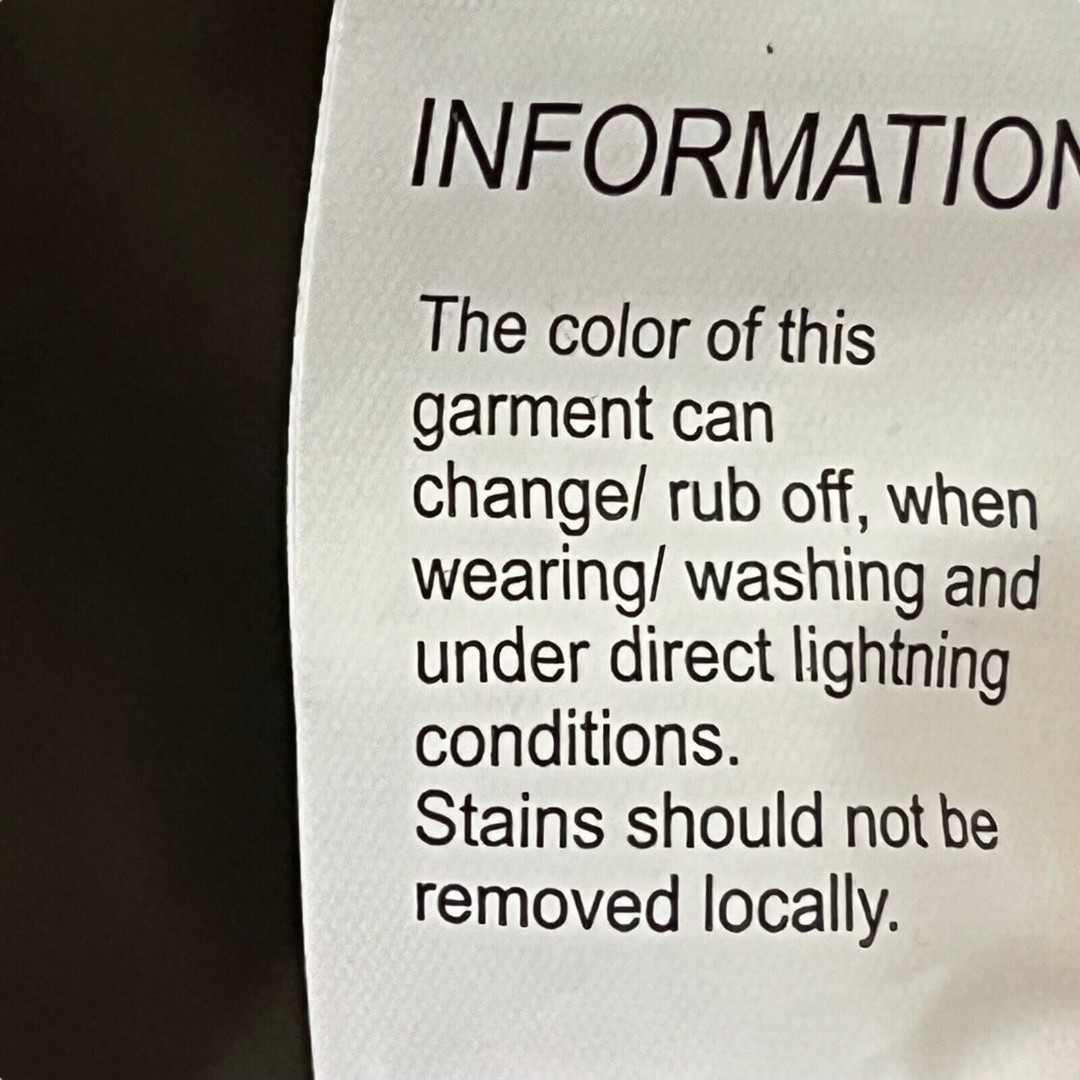 INFORMATION
The color of this
garment can
change/ rub off, when
wearing/ washing and
under direct lightning
conditions.
Stains should not be
removed locally.